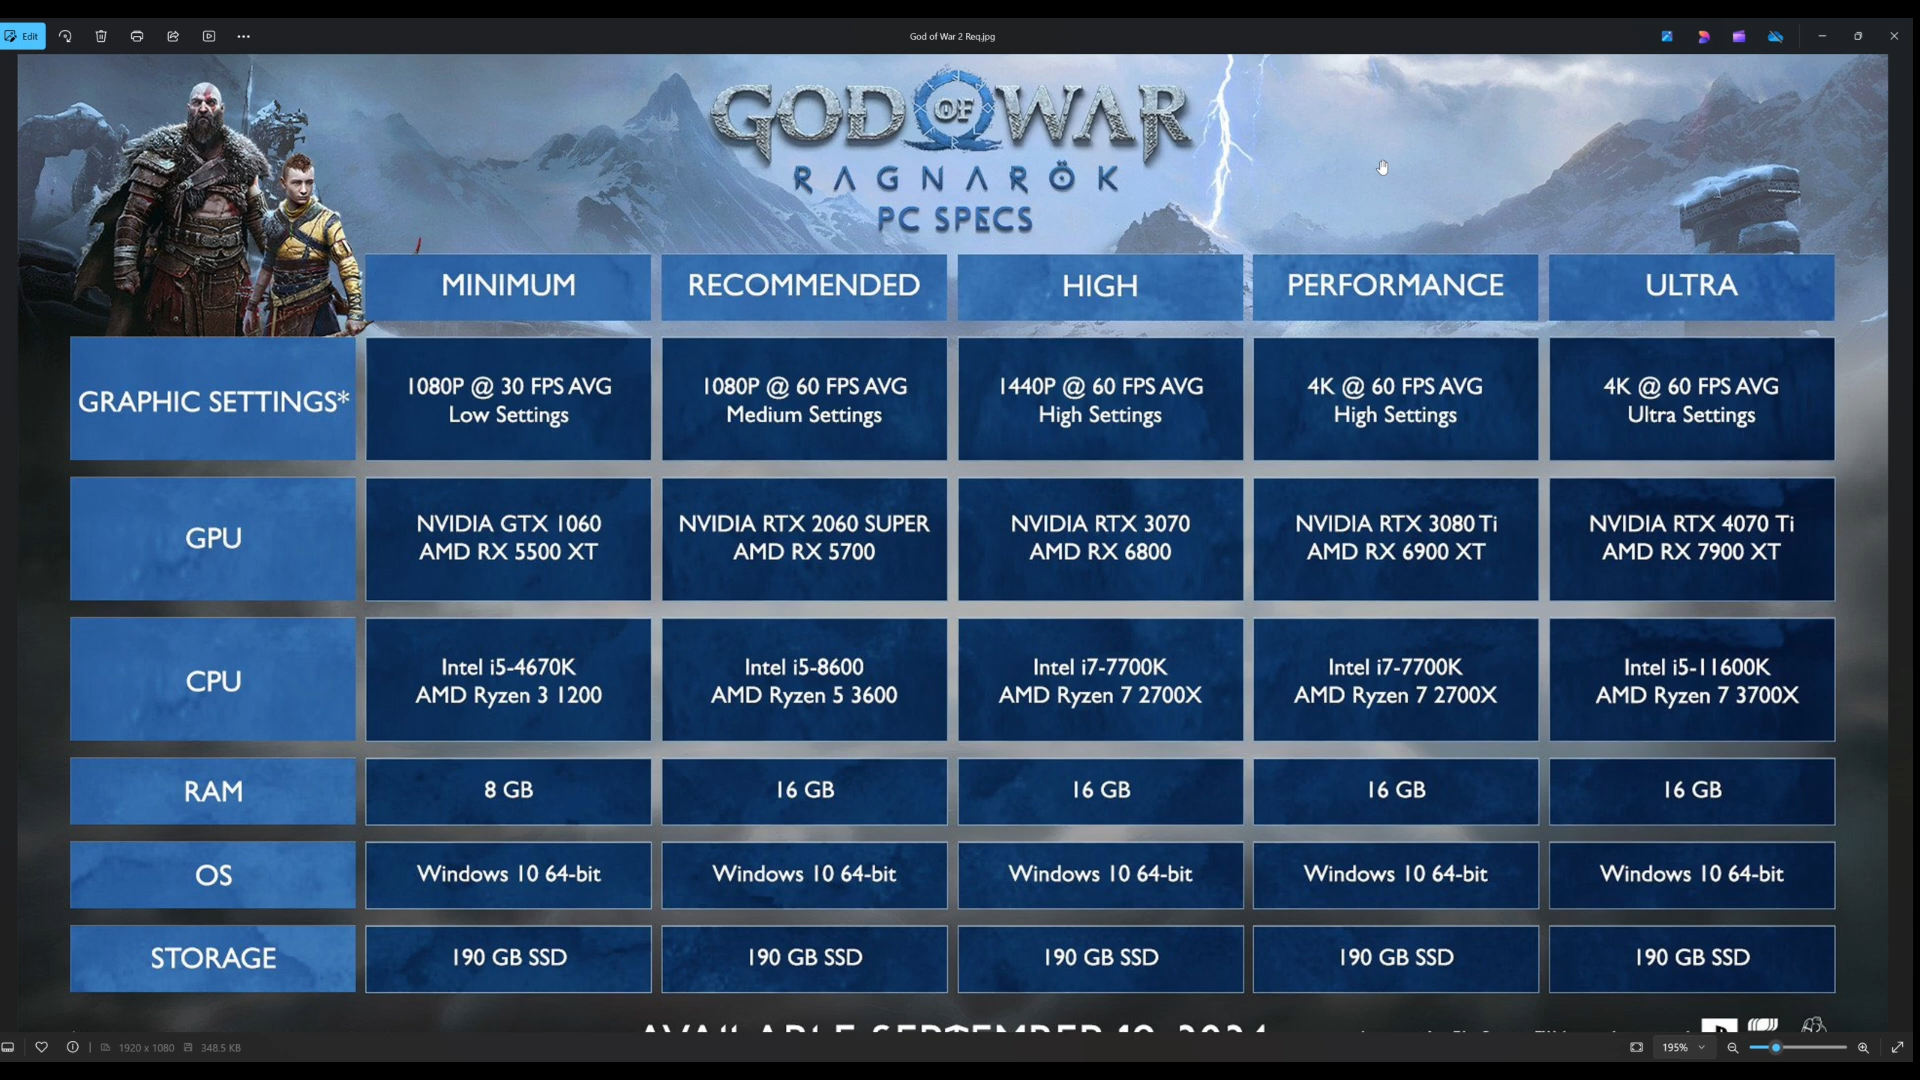 Edit
God of War 2 Req.jpg
GOD OF WAR
RAGNARÖK
PC SPECS
MINIMUM RECOMMENDED HIGH PERFORMANCE ULTRA
GRAPHIC SETTINGS*
1080P @ 30 FPS AVG
Low Settings
1080P @ 60 FPS AVG
Medium Settings
1440P @ 60 FPS AVG
High Settings
4K @ 60 FPS AVG
High Settings
4K @ 60 FPS AVG
Ultra Settings
GPU
NVIDIA GTX 1060
AMD RX 5500 XT
NVIDIA RTX 2060 SUPER
AMD RX 5700
NVIDIA RTX 3070
AMD RX 6800
NVIDIA RTX 3080 Ti
AMD RX 6900 XT
NVIDIA RTX 4070 Ti
AMD RX 7900 XT
CPU
Intel i5-4670K
AMD Ryzen 3 1200
Intel i5-8600
AMD Ryzen 5 3600
Intel i7-7700K
AMD Ryzen 7 2700X
Intel i7-7700K
AMD Ryzen 7 2700X
Intel i5-11600K
AMD Ryzen 7 3700X
RAM 8 GB 16 GB 16 GB 16 GB 16 GB
OS Windows 10 64-bit Windows 10 64-bit Windows 10 64-bit Windows 10 64-bit Windows 10 64-bit
STORAGE 190 GB SSD 190 GB SSD 190 GB SSD 190 GB SSD 190 GB SSD
AVAILABLE SEPTEMBER 19, 2024
1920 x 1080 348.5 KB 195%